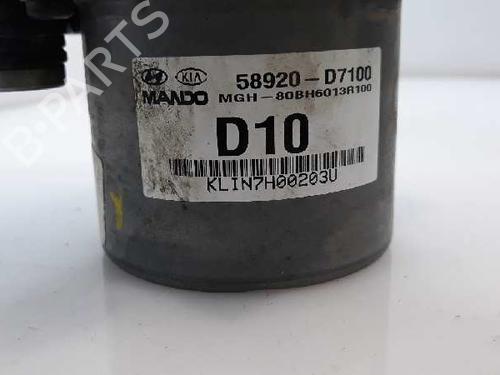 KIA 58920-D7100
MANDO MGH-80BH6013R100
D10
KLIN7H00203U
B-PARTS